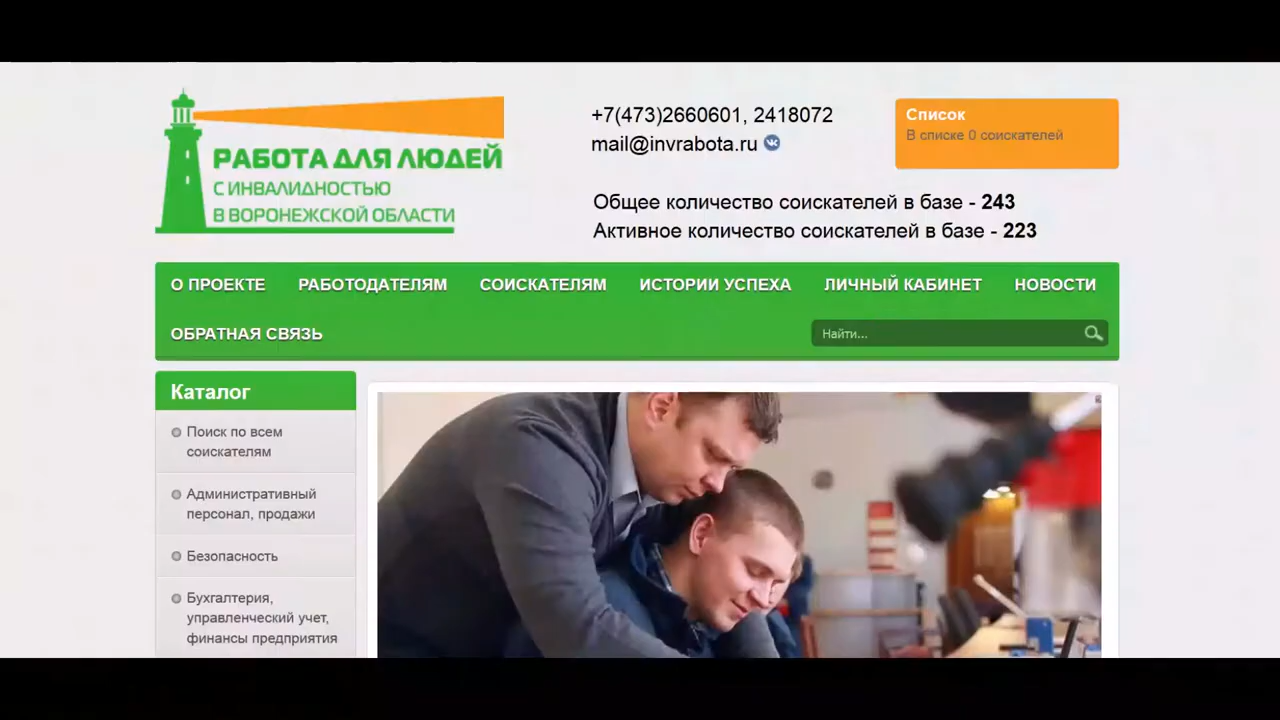 РАБОТА ДЛЯ ЛЮДЕЙ
С ИНВАЛИДНОСТЬЮ
В ВОРОНЕЖСКОЙ ОБЛАСТИ
+7(473)2660601, 2418072
mail@invrabota.ru
Список
В списке 0 соискателей
Общее количество соискателей в базе - 243
Активное количество соискателей в базе - 223
О ПРОЕКТЕ РАБОТОДАТЕЛЯМ СОИСКАТЕЛЯМ ИСТОРИИ УСПЕХА ЛИЧНЫЙ КАБИНЕТ НОВОСТИ
ОБРАТНАЯ СВЯЗЬ
Найти...
Каталог
Поиск по всем
соискателям
Административный
персонал, продажи
Безопасность
Бухгалтерия,
управленческий учет,
финансы предприятия